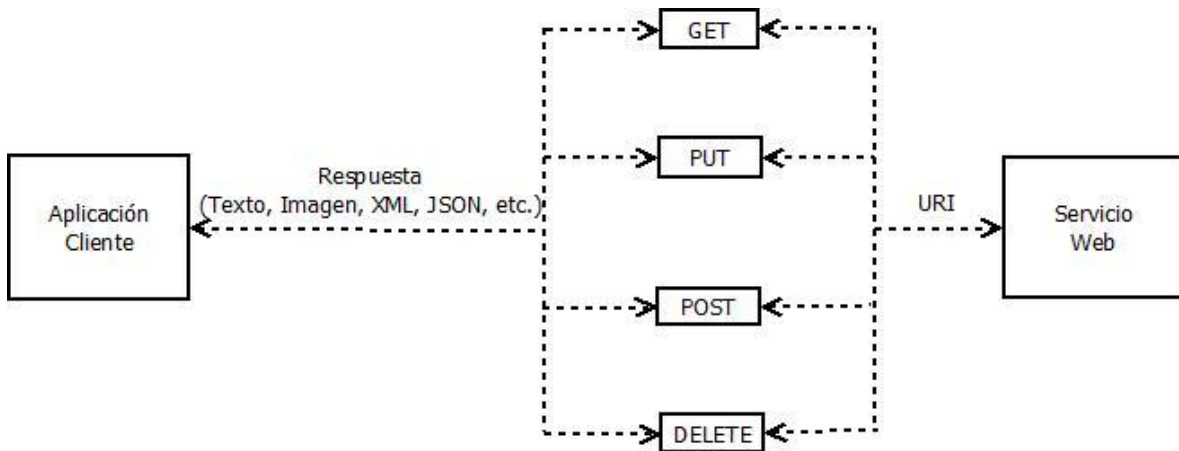 GET
PUT
Respuesta
(Texto, Imagen, XML, JSON, etc.)
Aplicación
Cliente
URI
Servicio
Web
POST
DELETE